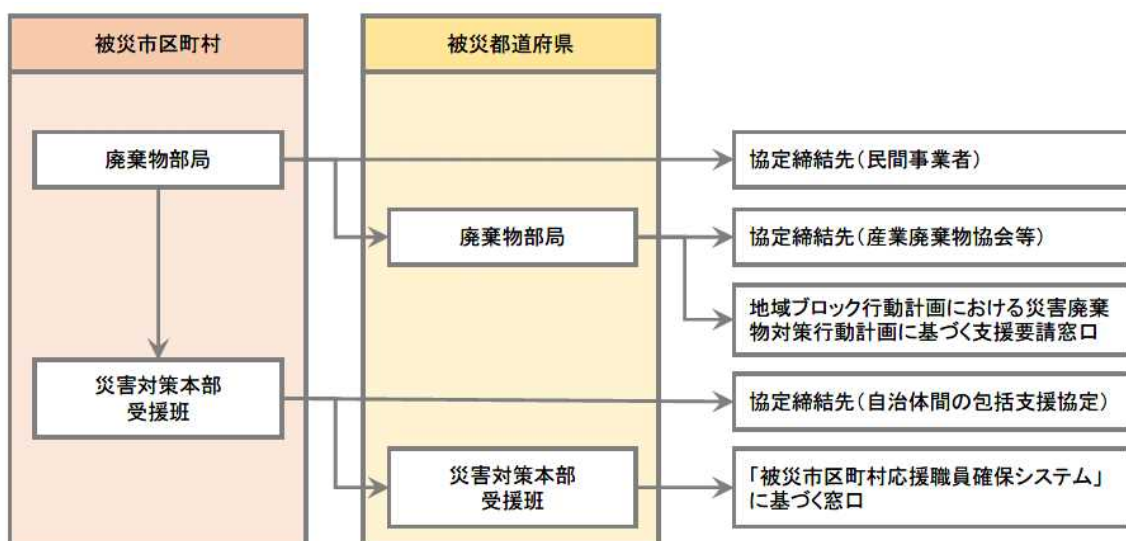 被災市区町村
被災都道府県
廃棄物部局
協定締結先(民間事業者)
廃棄物部局
協定締結先(産業廃棄物協会等)
地域ブロック行動計画における災害廃棄
物対策行動計画に基づく支援要請窓口
災害対策本部
受援班
協定締結先(自治体間の包括支援協定)
災害対策本部
受援班
「被災市区町村応援職員確保システム」
に基づく窓口